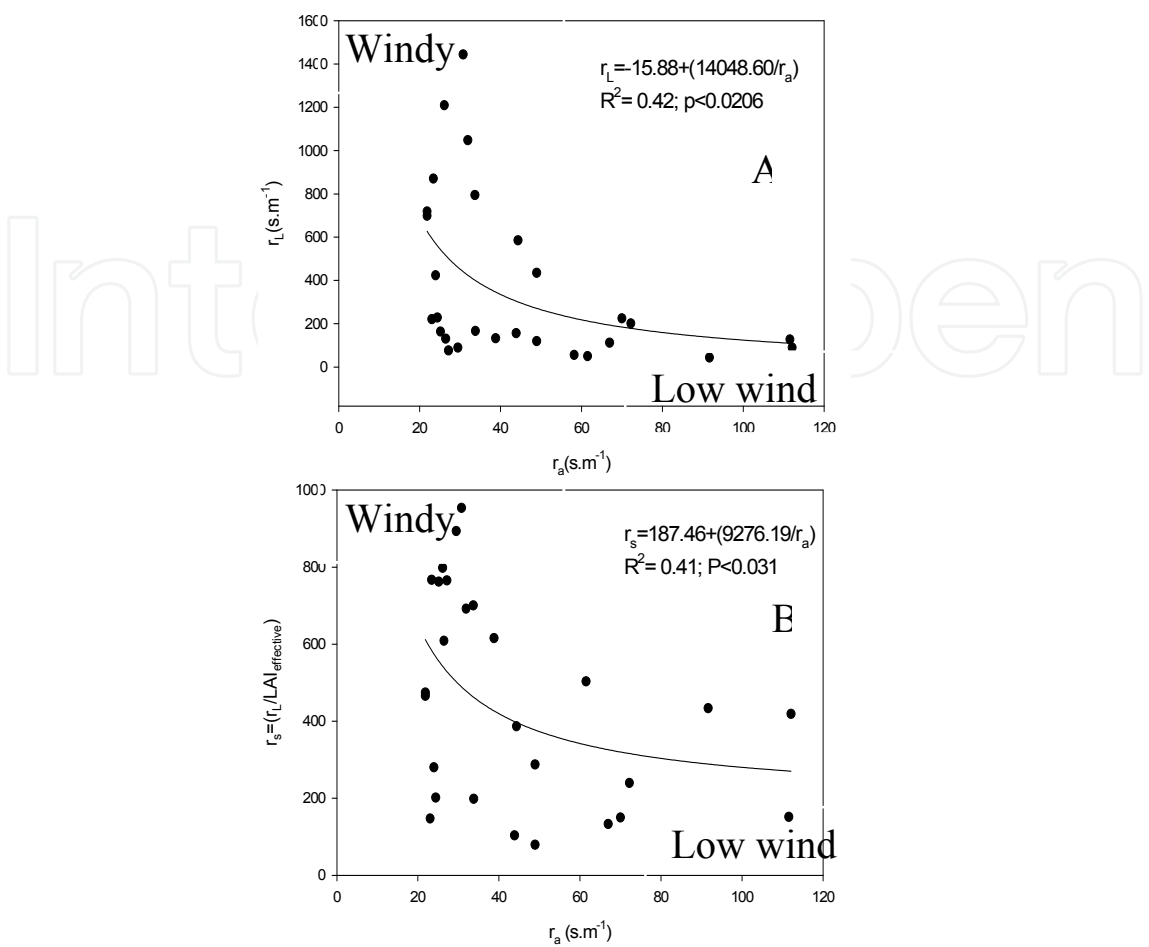 1600
1400
1200
1000
800
600
400
200
0
Windy
r_L=-15.88+(14048.60/r_a)
R²= 0.42; p<0.0206
A
Low wind
r_L(s.m⁻¹)
0 20 40 60 80 100 120
r_a(s.m⁻¹)
1000
800
600
400
200
0
Windy
r_s=187.46+(9276.19/r_a)
R²= 0.41; P<0.031
B
Low wind
r_s=(r_L/LAI_effective)
0 20 40 60 80 100 120
r_a (s.m⁻¹)